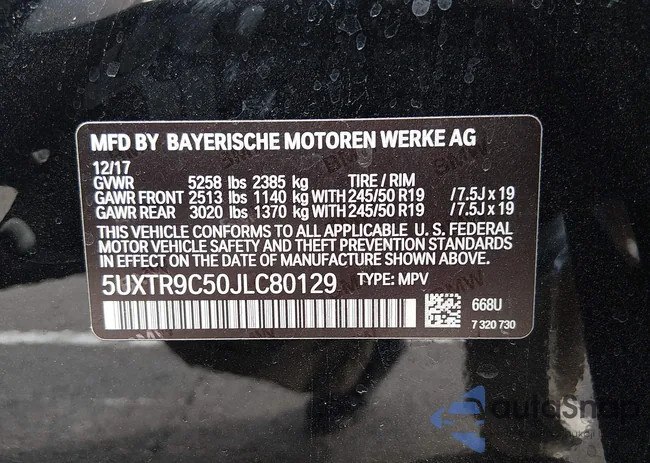 MFD BY BAYERISCHE MOTOREN WERKE AG
12/17
GVWR 5258 lbs 2385 kg TIRE / RIM
GAWR FRONT 2513 lbs 1140 kg WITH 245/50 R19 / 7.5J x 19
GAWR REAR 3020 lbs 1370 kg WITH 245/50 R19 / 7.5J x 19
THIS VEHICLE CONFORMS TO ALL APPLICABLE U. S. FEDERAL
MOTOR VEHICLE SAFETY AND THEFT PREVENTION STANDARDS
IN EFFECT ON THE DATE OF MANUFACTURE SHOWN ABOVE.
5UXTR9C50JLC80129 TYPE: MPV
668U
7 320 730
autoSnap